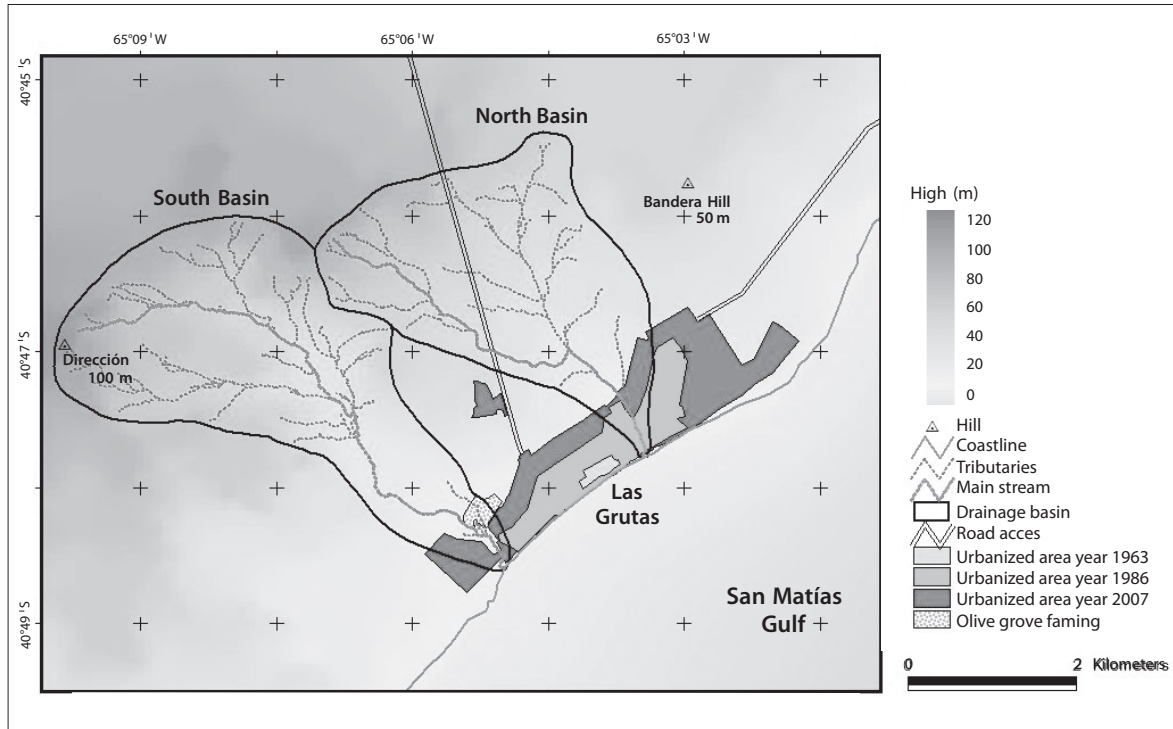 65°09 'W
65°06 'W
65°03 'W
40°45 'S
40°47 'S
40°49 'S
North Basin
South Basin
Bandera Hill
50 m
Dirección
100 m
Las
Grutas
San Matías
Gulf
High (m)
120
100
80
60
40
20
0
Hill
Coastline
Tributaries
Main stream
Drainage basin
Road acces
Urbanized area year 1963
Urbanized area year 1986
Urbanized area year 2007
Olive grove faming
0 2 Kilometers